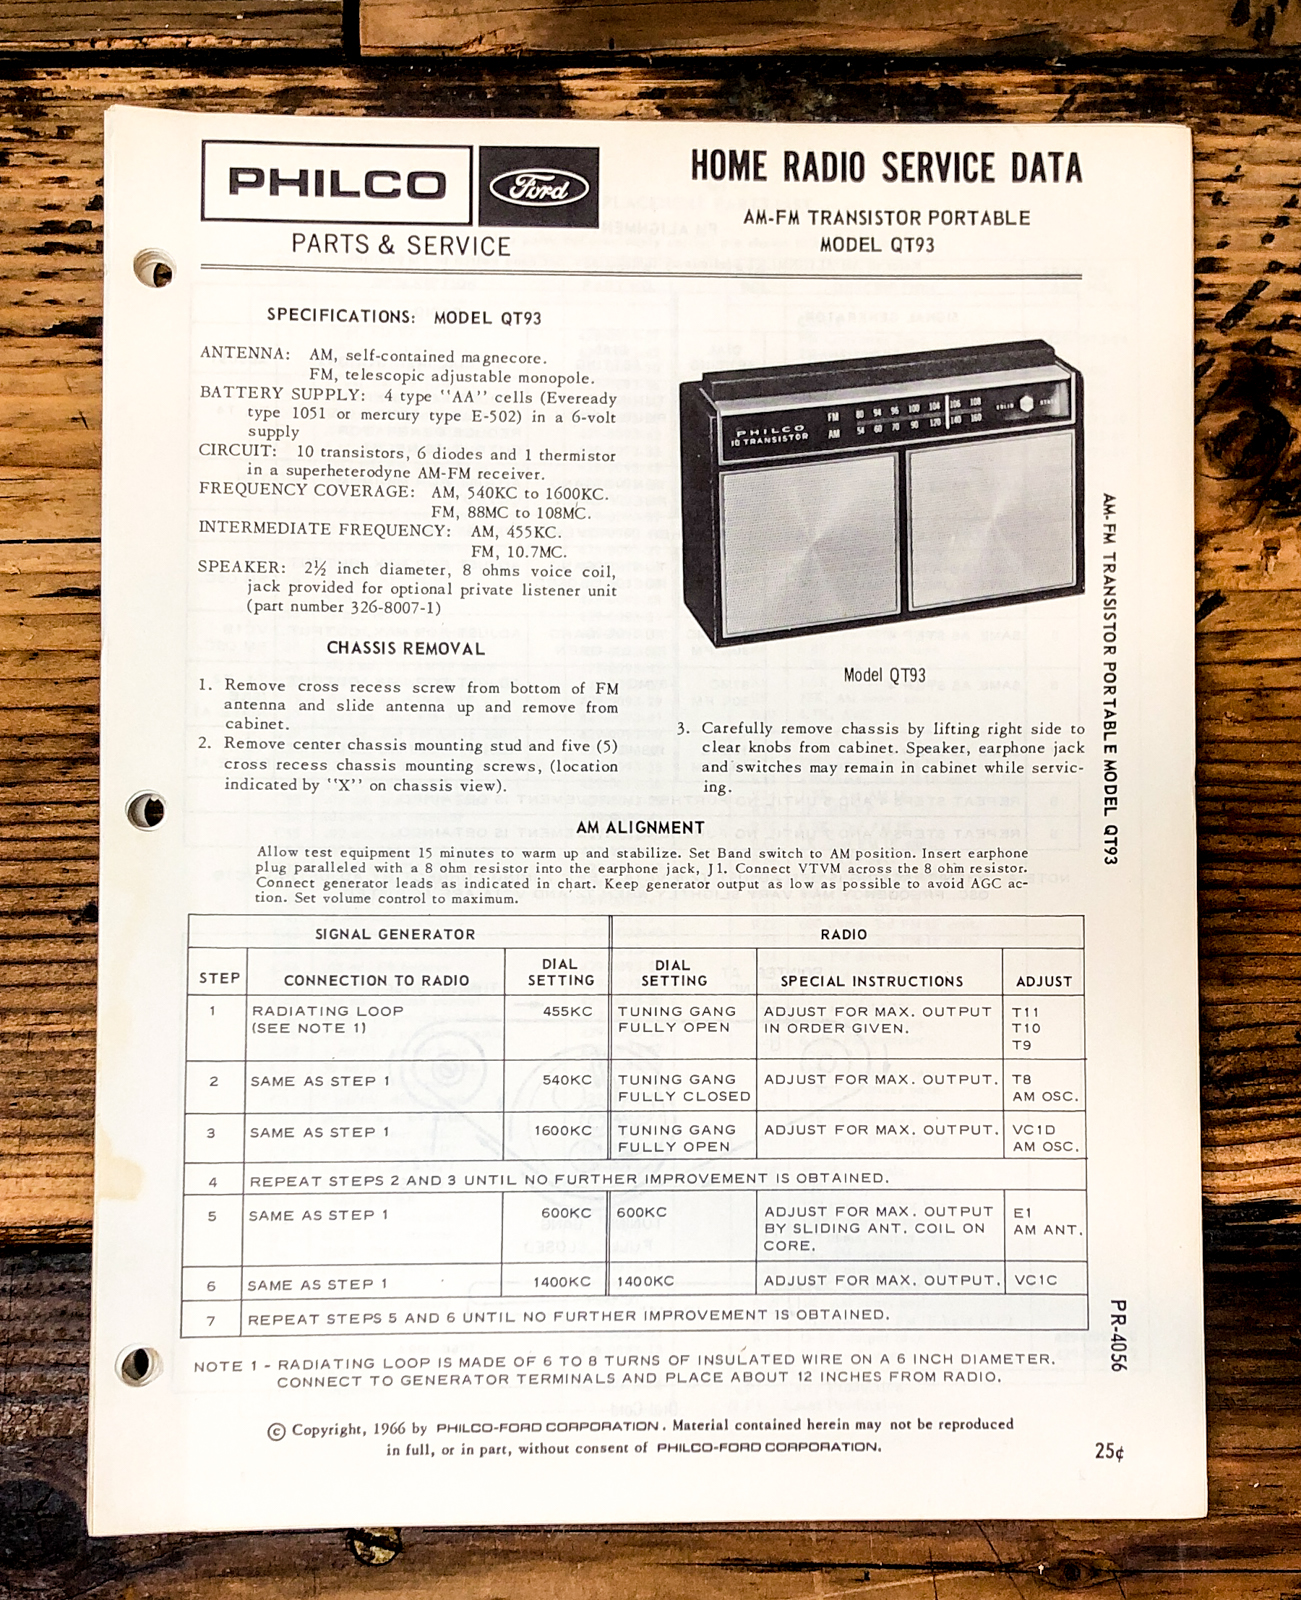 PHILCO
Ford
PARTS & SERVICE
HOME RADIO SERVICE DATA
AM-FM TRANSISTOR PORTABLE
MODEL QT93
SPECIFICATIONS: MODEL QT93
ANTENNA: AM, self-contained magnecore.
FM, telescopic adjustable monopole.
BATTERY SUPPLY: 4 type "AA" cells (Eveready
type 1051 or mercury type E-502) in a 6-volt
supply
CIRCUIT: 10 transistors, 6 diodes and 1 thermistor
in a superheterodyne AM-FM receiver.
FREQUENCY COVERAGE: AM, 540KC to 1600KC.
FM, 88MC to 108MC.
INTERMEDIATE FREQUENCY: AM, 455KC.
FM, 10.7MC.
SPEAKER: 2½ inch diameter, 8 ohms voice coil,
jack provided for optional private listener unit
(part number 326-8007-1)
CHASSIS REMOVAL
1. Remove cross recess screw from bottom of FM
antenna and slide antenna up and remove from
cabinet.
2. Remove center chassis mounting stud and five (5)
cross recess chassis mounting screws, (location
indicated by "X" on chassis view).
PHILCO
10 TRANSISTOR
FM 94 96 100 104 106 108
AM 54 60 70 90 120 140 160
SOLID STATE
Model QT93
3. Carefully remove chassis by lifting right side to
clear knobs from cabinet. Speaker, earphone jack
and switches may remain in cabinet while servic-
ing.
AM ALIGNMENT
Allow test equipment 15 minutes to warm up and stabilize. Set Band switch to AM position. Insert earphone
plug paralleled with a 8 ohm resistor into the earphone jack, J1. Connect VTVM across the 8 ohm resistor.
Connect generator leads as indicated in chart. Keep generator output as low as possible to avoid AGC ac-
tion. Set volume control to maximum.
SIGNAL GENERATOR RADIO
STEP CONNECTION TO RADIO DIAL SETTING DIAL SETTING SPECIAL INSTRUCTIONS ADJUST
1 RADIATING LOOP 455KC TUNING GANG ADJUST FOR MAX. OUTPUT T11
(SEE NOTE 1) FULLY OPEN IN ORDER GIVEN. T10
T9
2 SAME AS STEP 1 540KC TUNING GANG ADJUST FOR MAX. OUTPUT. T8
FULLY CLOSED AM OSC.
3 SAME AS STEP 1 1600KC TUNING GANG ADJUST FOR MAX. OUTPUT. VC1D
FULLY OPEN AM OSC.
4 REPEAT STEPS 2 AND 3 UNTIL NO FURTHER IMPROVEMENT IS OBTAINED.
5 SAME AS STEP 1 600KC 600KC ADJUST FOR MAX. OUTPUT E1
BY SLIDING ANT. COIL ON AM ANT.
CORE.
6 SAME AS STEP 1 1400KC 1400KC ADJUST FOR MAX. OUTPUT. VC1C
7 REPEAT STEPS 5 AND 6 UNTIL NO FURTHER IMPROVEMENT IS OBTAINED.
NOTE 1 - RADIATING LOOP IS MADE OF 6 TO 8 TURNS OF INSULATED WIRE ON A 6 INCH DIAMETER.
CONNECT TO GENERATOR TERMINALS AND PLACE ABOUT 12 INCHES FROM RADIO.
© Copyright, 1966 by PHILCO-FORD CORPORATION. Material contained herein may not be reproduced
in full, or in part, without consent of PHILCO-FORD CORPORATION.
AM-FM TRANSISTOR PORTABLE MODEL QT93
PR-4056
25¢